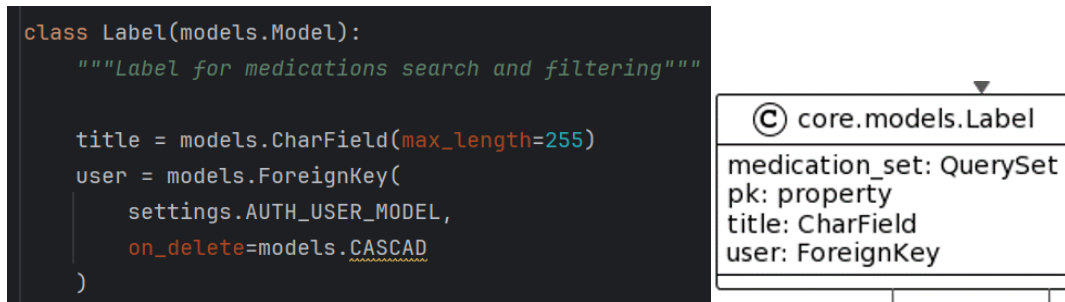 class Label(models.Model):
"""Label for medications search and filtering"""
title = models.CharField(max_length=255)
user = models.ForeignKey(
settings.AUTH_USER_MODEL,
on_delete=models.CASCAD
)
C core.models.Label
medication_set: QuerySet
pk: property
title: CharField
user: ForeignKey